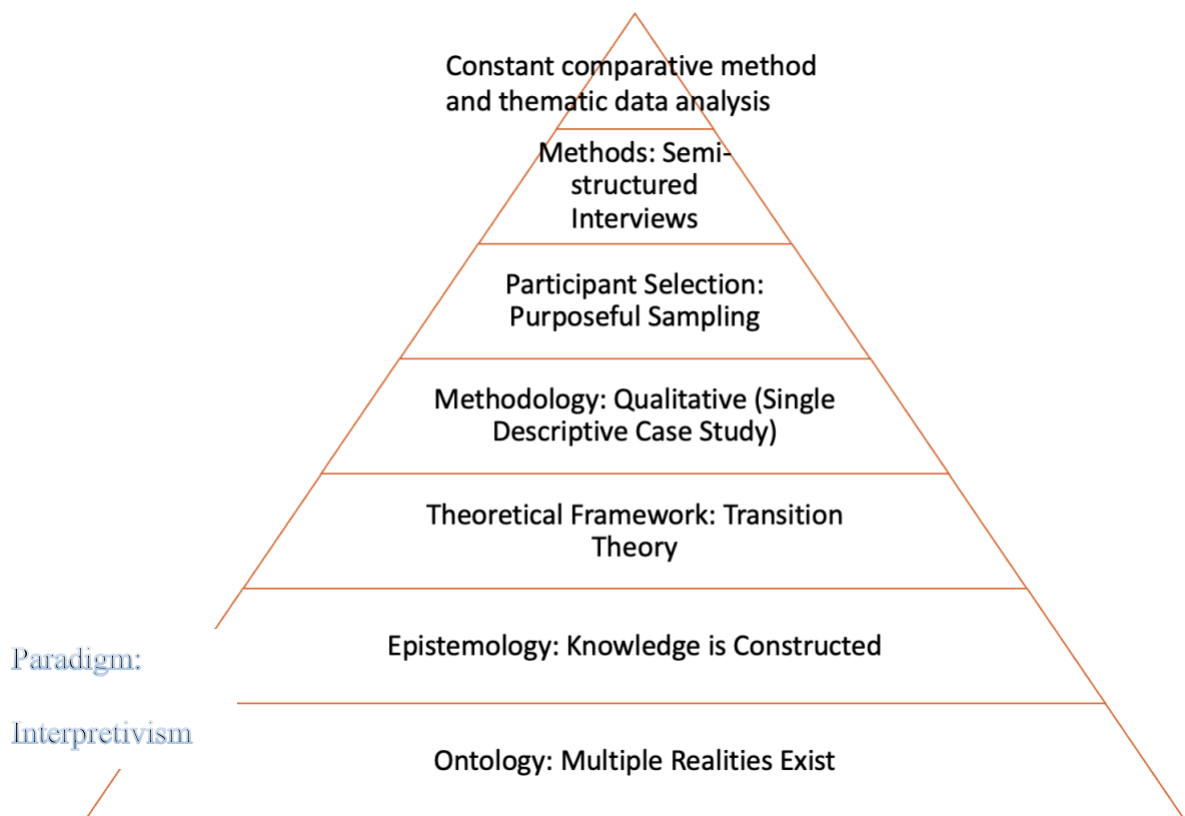 Constant comparative method
and thematic data analysis
Methods: Semi-
structured
Interviews
Participant Selection:
Purposeful Sampling
Methodology: Qualitative (Single
Descriptive Case Study)
Theoretical Framework: Transition
Theory
Epistemology: Knowledge is Constructed
Paradigm:
Interpretivism
Ontology: Multiple Realities Exist